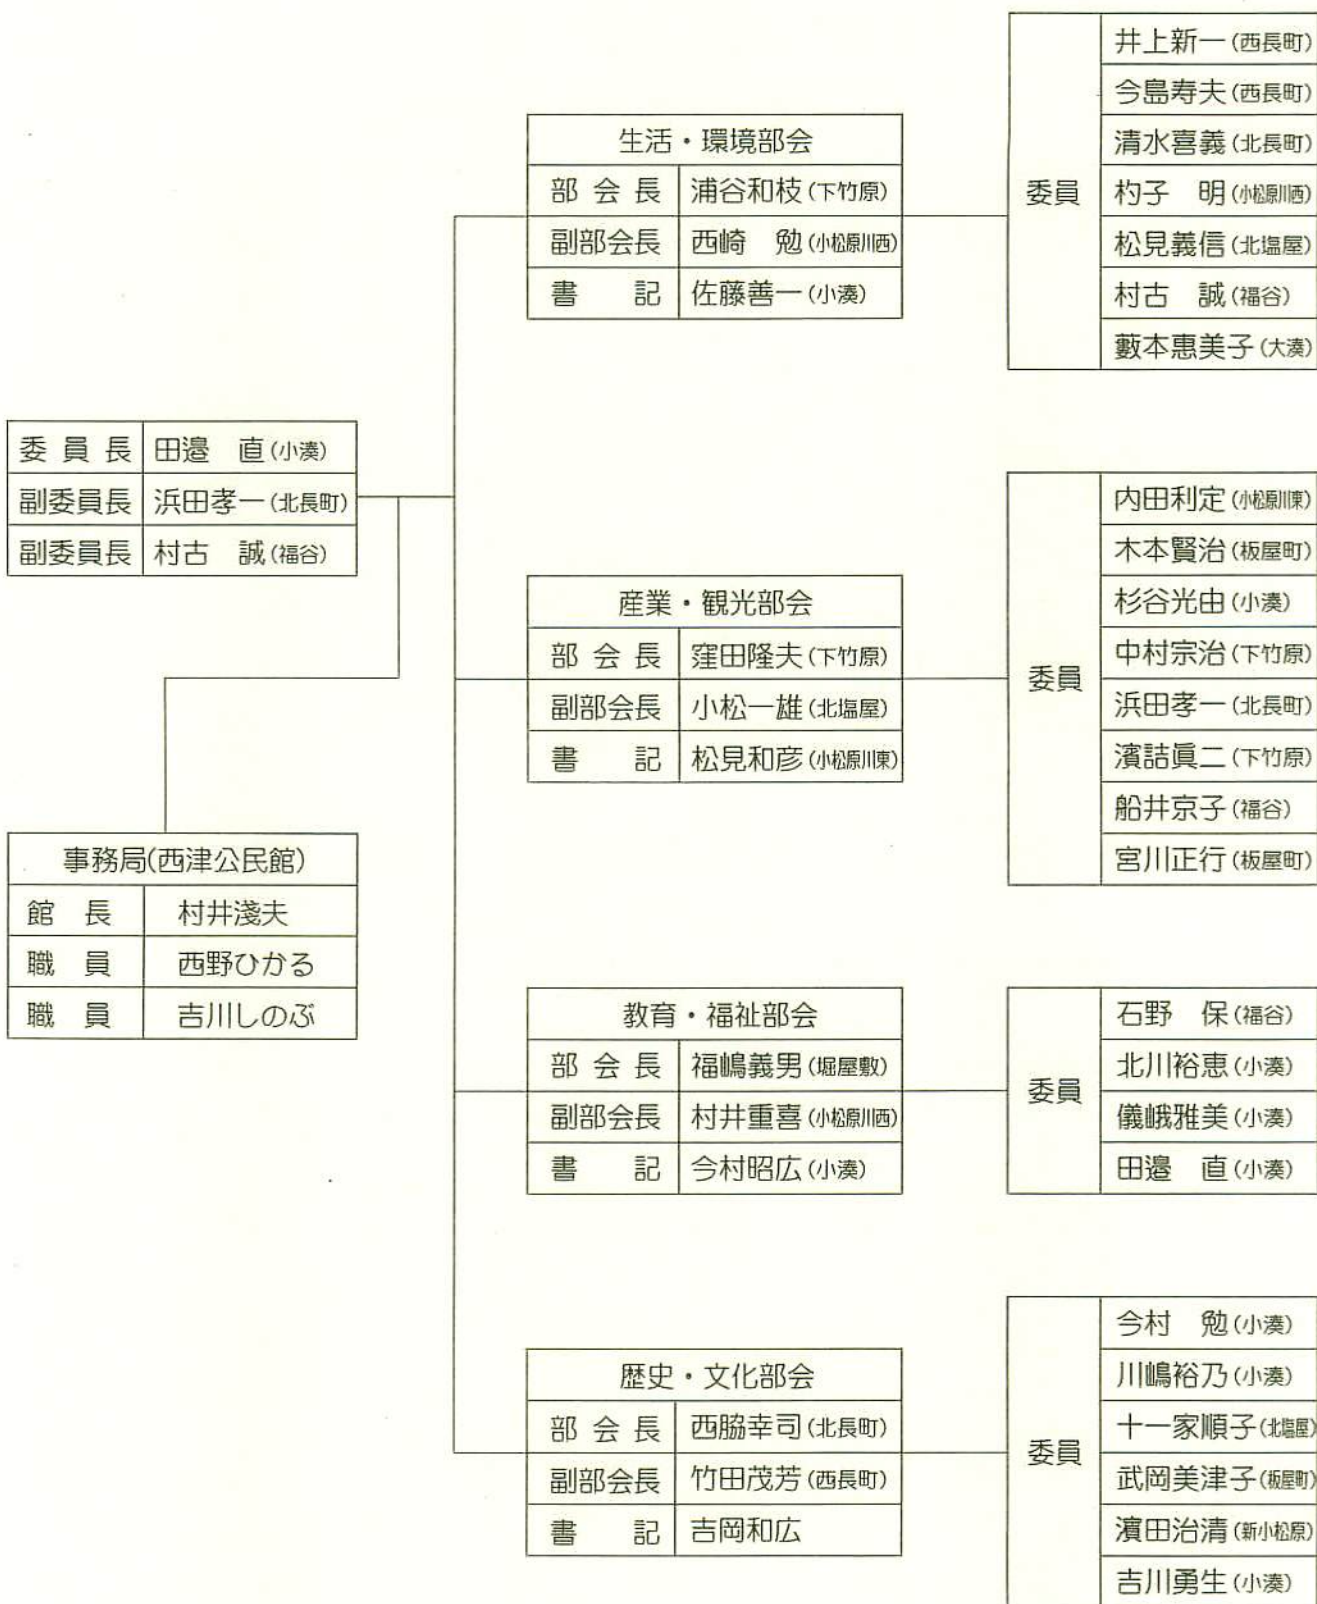 委員長 田邉 直(小湊)
副委員長 浜田孝一(北長町)
副委員長 村古 誠(福谷)
事務局(西津公民館)
館長 村井淺夫
職員 西野ひかる
職員 吉川しのぶ
生活・環境部会
部会長 浦谷和枝(下竹原)
副部会長 西崎 勉(小松原川西)
書記 佐藤善一(小湊)
委員
井上新一(西長町)
今島寿夫(西長町)
清水喜義(北長町)
杓子 明(小松原川西)
松見義信(北塩屋)
村古 誠(福谷)
藪本惠美子(大湊)
産業・観光部会
部会長 窪田隆夫(下竹原)
副部会長 小松一雄(北塩屋)
書記 松見和彦(小松原川東)
委員
内田利定(小松原川東)
木本賢治(板屋町)
杉谷光由(小湊)
中村宗治(下竹原)
浜田孝一(北長町)
濱詰眞二(下竹原)
船井京子(福谷)
宮川正行(板屋町)
教育・福祉部会
部会長 福嶋義男(堀屋敷)
副部会長 村井重喜(小松原川西)
書記 今村昭広(小湊)
委員
石野 保(福谷)
北川裕恵(小湊)
儀峨雅美(小湊)
田邉 直(小湊)
歴史・文化部会
部会長 西脇幸司(北長町)
副部会長 竹田茂芳(西長町)
書記 吉岡和広
委員
今村 勉(小湊)
川嶋裕乃(小湊)
十一家順子(北塩屋)
武岡美津子(板屋町)
濱田治清(新小松原)
吉川勇生(小湊)